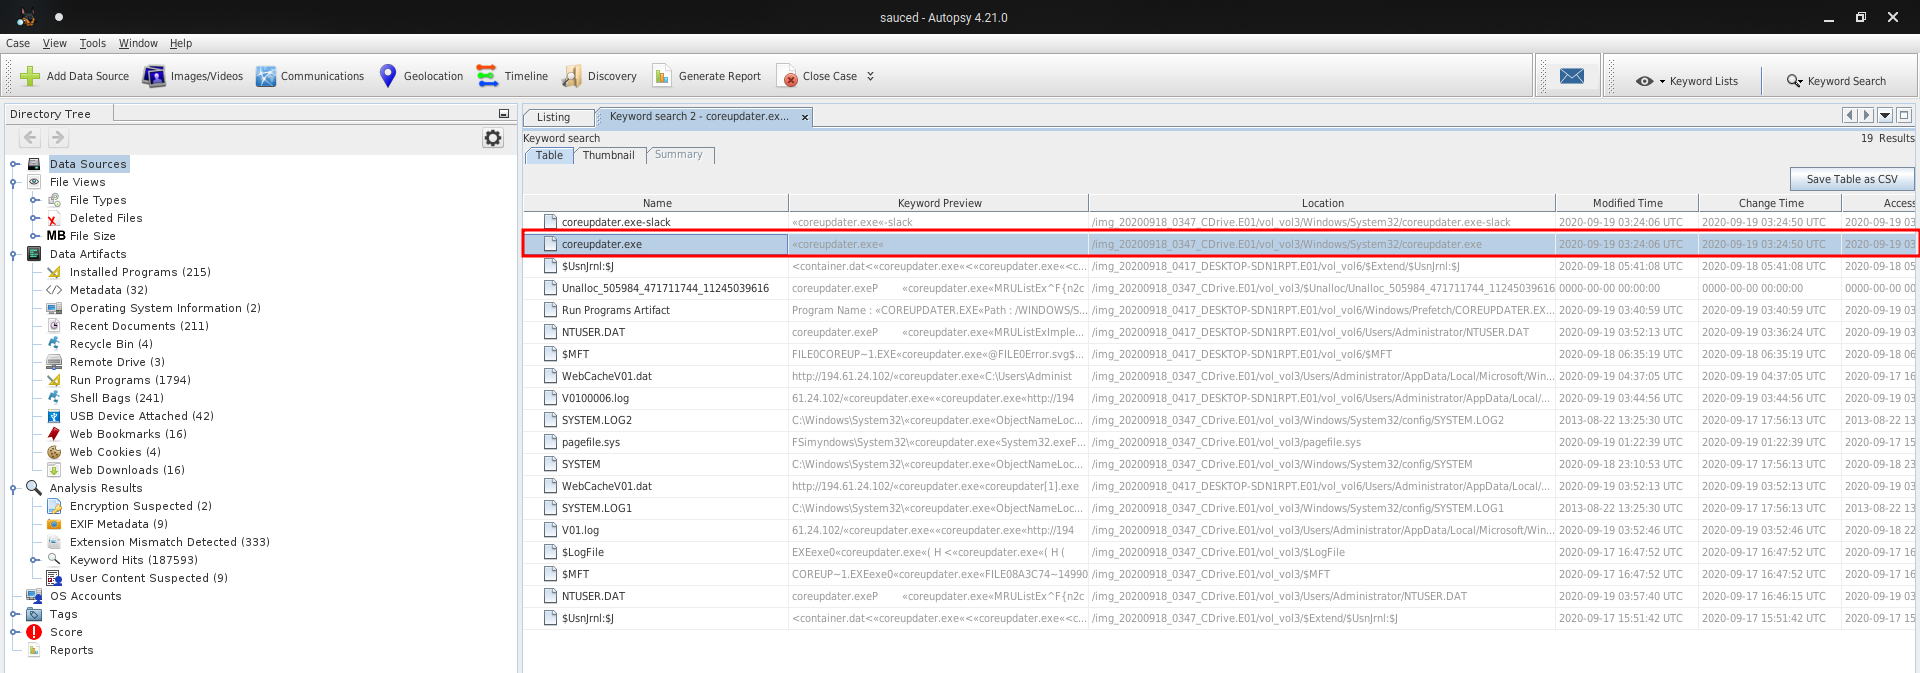 sauced - Autopsy 4.21.0
Case View Tools Window Help
Add Data Source Images/Videos Communications Geolocation Timeline Discovery Generate Report Close Case Keyword Lists Keyword Search
Directory Tree
Data Sources
File Views
File Types
Deleted Files
MB File Size
Data Artifacts
Installed Programs (215)
Metadata (32)
Operating System Information (2)
Recent Documents (211)
Recycle Bin (4)
Remote Drive (3)
Run Programs (1794)
Shell Bags (241)
USB Device Attached (42)
Web Bookmarks (16)
Web Cookies (4)
Web Downloads (16)
Analysis Results
Encryption Suspected (2)
EXIF Metadata (9)
Extension Mismatch Detected (333)
Keyword Hits (187593)
User Content Suspected (9)
OS Accounts
Tags
Score
Reports
Listing Keyword search 2 - coreupdater.ex...
Keyword search 19 Results
Table Thumbnail Summary
Save Table as CSV
Name Keyword Preview Location Modified Time Change Time Access
coreupdater.exe-slack «coreupdater.exe«-slack /img_20200918_0347_CDrive.E01/vol_vol3/Windows/System32/coreupdater.exe-slack 2020-09-19 03:24:06 UTC 2020-09-19 03:24:50 UTC 2020-09-19 03
coreupdater.exe «coreupdater.exe« /img_20200918_0347_CDrive.E01/vol_vol3/Windows/System32/coreupdater.exe 2020-09-19 03:24:06 UTC 2020-09-19 03:24:50 UTC 2020-09-19 03
$UsnJrnl:$J <container.dat<«coreupdater.exe«<«coreupdater.exe«<c... /img_20200918_0417_DESKTOP-SDN1RPT.E01/vol_vol6/$Extend/$UsnJrnl:$J 2020-09-18 05:41:08 UTC 2020-09-18 05:41:08 UTC 2020-09-18 05
Unalloc_505984_471711744_11245039616 coreupdater.exeP «coreupdater.exe«MRUListEx^F{n2c /img_20200918_0417_DESKTOP-SDN1RPT.E01/vol_vol3/$Unalloc/Unalloc_505984_471711744_11245039616 0000-00-00 00:00:00 0000-00-00 00:00:00 0000-00-00 00
Run Programs Artifact Program Name : «COREUPDATER.EXE«Path : /WINDOWS/S... /img_20200918_0417_DESKTOP-SDN1RPT.E01/vol_vol6/Windows/Prefetch/COREUPDATER.EX... 2020-09-19 03:40:59 UTC 2020-09-19 03:40:59 UTC 2020-09-19 03
NTUSER.DAT coreupdater.exeP «coreupdater.exe«MRUListExImple... /img_20200918_0417_DESKTOP-SDN1RPT.E01/vol_vol6/Users/Administrator/NTUSER.DAT 2020-09-19 03:52:13 UTC 2020-09-19 03:36:24 UTC 2020-09-19 03
$MFT FILE0COREUP~1.EXE«coreupdater.exe«@FILE0Error.svg$... /img_20200918_0417_DESKTOP-SDN1RPT.E01/vol_vol6/$MFT 2020-09-18 06:35:19 UTC 2020-09-18 06:35:19 UTC 2020-09-18 06
WebCacheV01.dat http://194.61.24.102/«coreupdater.exe«C:\Users\Administ /img_20200918_0347_CDrive.E01/vol_vol3/Users/Administrator/AppData/Local/Microsoft/Win... 2020-09-19 04:37:05 UTC 2020-09-19 04:37:05 UTC 2020-09-17 16
V0100006.log 61.24.102/«coreupdater.exe««coreupdater.exe«http://194 /img_20200918_0417_DESKTOP-SDN1RPT.E01/vol_vol6/Users/Administrator/AppData/Local/... 2020-09-19 03:44:56 UTC 2020-09-19 03:44:56 UTC 2020-09-19 03
SYSTEM.LOG2 C:\Windows\System32\«coreupdater.exe«ObjectNameLoc... /img_20200918_0347_CDrive.E01/vol_vol3/Windows/System32/config/SYSTEM.LOG2 2013-08-22 13:25:30 UTC 2020-09-17 17:56:13 UTC 2013-08-22 13
pagefile.sys FSimyndows\System32\«coreupdater.exe«System32.exeF... /img_20200918_0347_CDrive.E01/vol_vol3/pagefile.sys 2020-09-19 01:22:39 UTC 2020-09-19 01:22:39 UTC 2020-09-17 15
SYSTEM C:\Windows\System32\«coreupdater.exe«ObjectNameLoc... /img_20200918_0347_CDrive.E01/vol_vol3/Windows/System32/config/SYSTEM 2020-09-18 23:10:53 UTC 2020-09-17 17:56:13 UTC 2020-09-18 23
WebCacheV01.dat http://194.61.24.102/«coreupdater.exe«coreupdater[1].exe /img_20200918_0417_DESKTOP-SDN1RPT.E01/vol_vol6/Users/Administrator/AppData/Local/... 2020-09-19 03:52:13 UTC 2020-09-19 03:52:13 UTC 2020-09-19 03
SYSTEM.LOG1 C:\Windows\System32\«coreupdater.exe«ObjectNameLoc... /img_20200918_0347_CDrive.E01/vol_vol3/Windows/System32/config/SYSTEM.LOG1 2013-08-22 13:25:30 UTC 2020-09-17 17:56:13 UTC 2013-08-22 13
V01.log 61.24.102/«coreupdater.exe««coreupdater.exe«http://194 /img_20200918_0347_CDrive.E01/vol_vol3/Users/Administrator/AppData/Local/Microsoft/Win... 2020-09-19 03:52:46 UTC 2020-09-19 03:52:46 UTC 2020-09-18 22
$LogFile EXEexe0«coreupdater.exe«( H <«coreupdater.exe«( H ( /img_20200918_0347_CDrive.E01/vol_vol3/$LogFile 2020-09-17 16:47:52 UTC 2020-09-17 16:47:52 UTC 2020-09-17 16
$MFT COREUP~1.EXEexe0«coreupdater.exe«FILE08A3C74~14990 /img_20200918_0347_CDrive.E01/vol_vol3/$MFT 2020-09-17 16:47:52 UTC 2020-09-17 16:47:52 UTC 2020-09-17 16
NTUSER.DAT coreupdater.exeP «coreupdater.exe«MRUListEx^F{n2c /img_20200918_0347_CDrive.E01/vol_vol3/Users/Administrator/NTUSER.DAT 2020-09-19 03:57:40 UTC 2020-09-17 16:46:15 UTC 2020-09-19 03
$UsnJrnl:$J <container.dat<«coreupdater.exe«<«coreupdater.exe«<c... /img_20200918_0347_CDrive.E01/vol_vol3/$Extend/$UsnJrnl:$J 2020-09-17 15:51:42 UTC 2020-09-17 15:51:42 UTC 2020-09-17 15